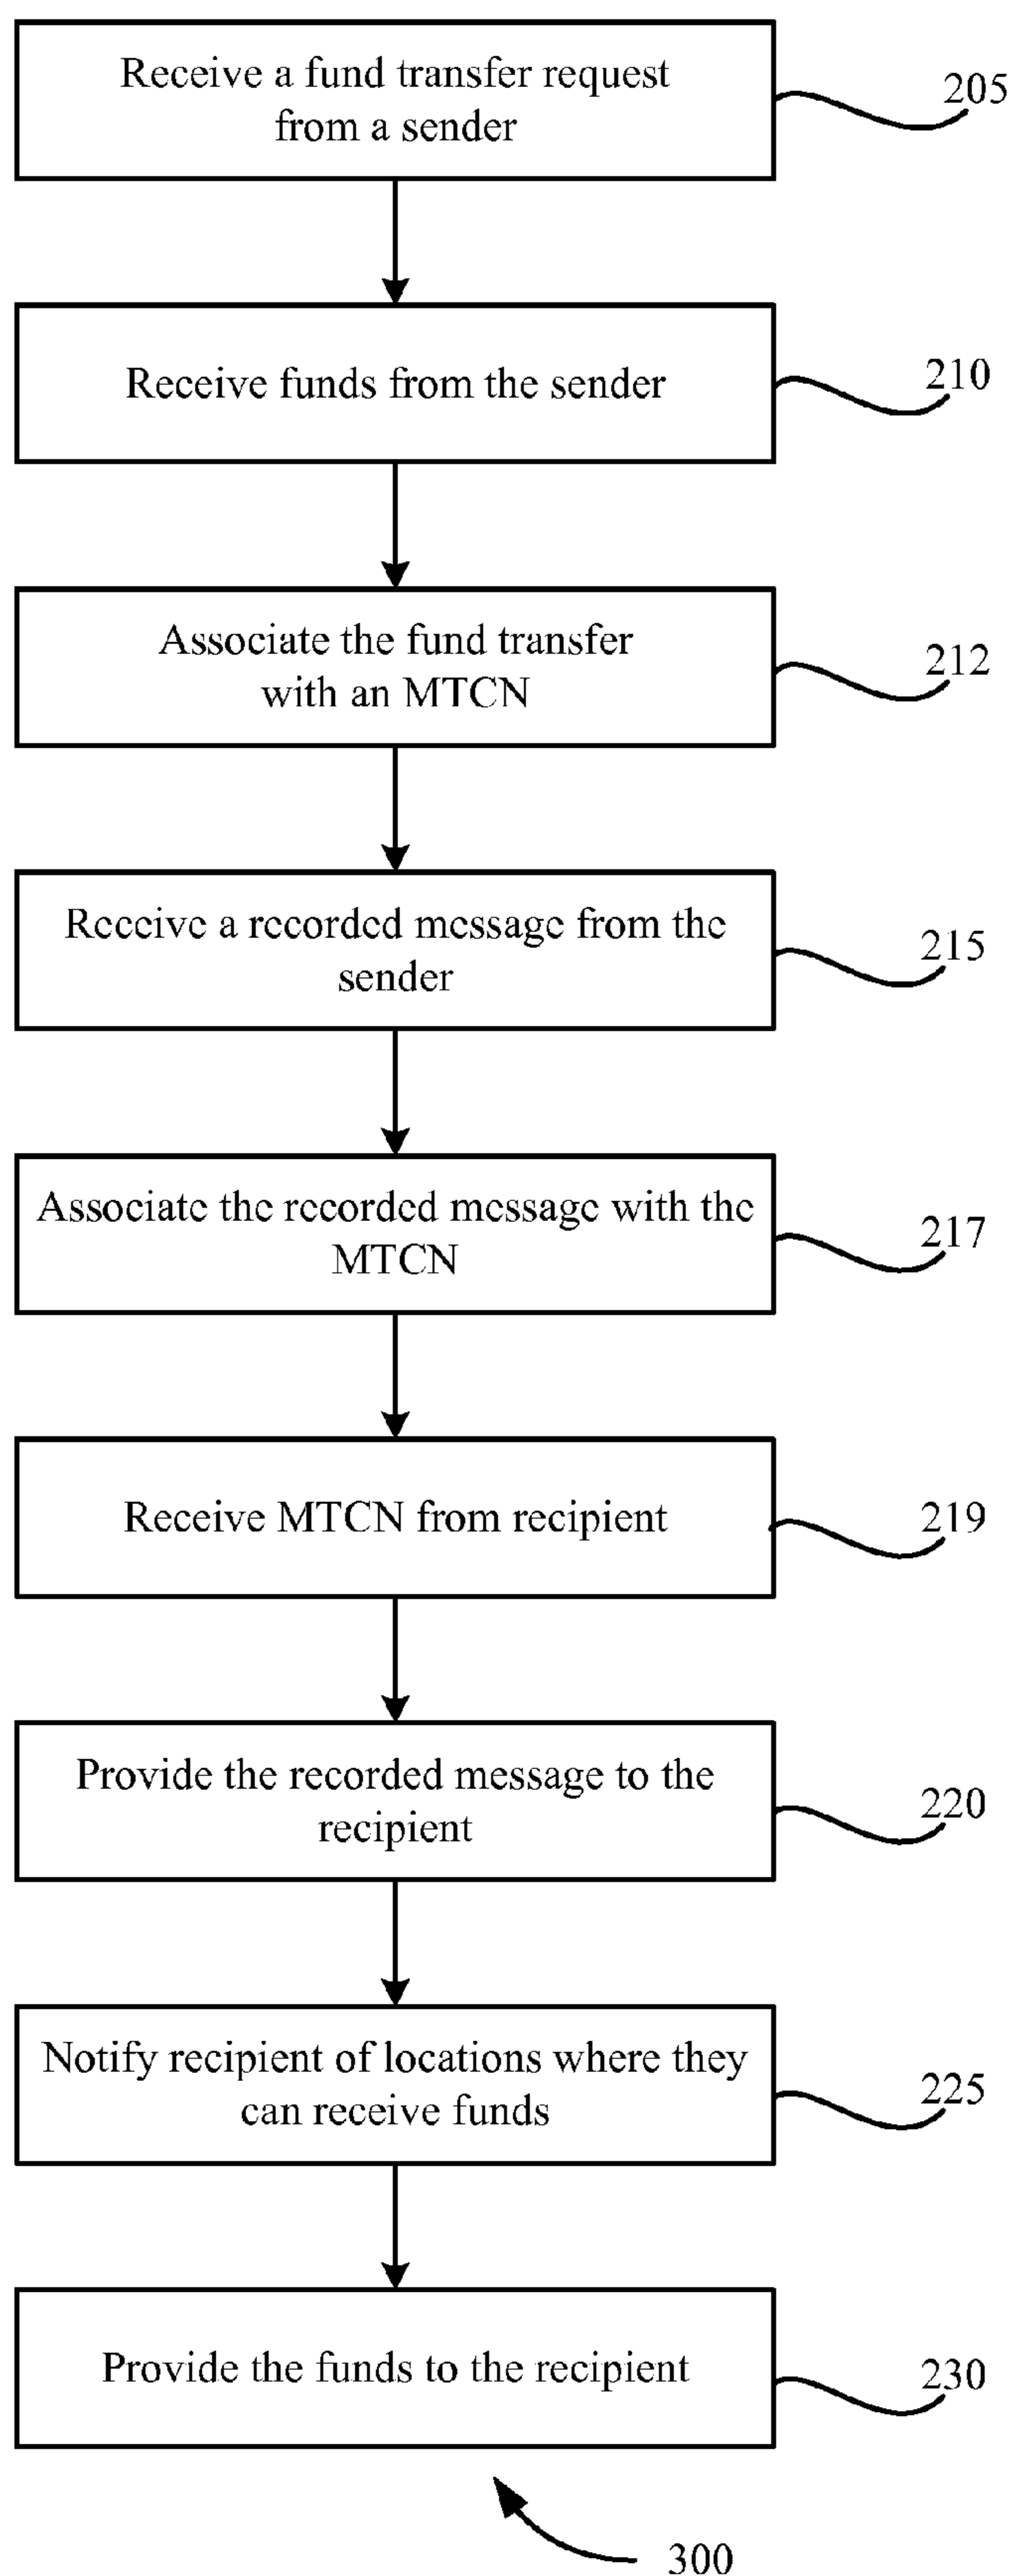 Receive a fund transfer request
from a sender
205
Receive funds from the sender
210
Associate the fund transfer
with an MTCN
212
Receive a recorded message from the
sender
215
Associate the recorded message with the
MTCN
217
Receive MTCN from recipient
219
Provide the recorded message to the
recipient
220
Notify recipient of locations where they
can receive funds
225
Provide the funds to the recipient
230
300